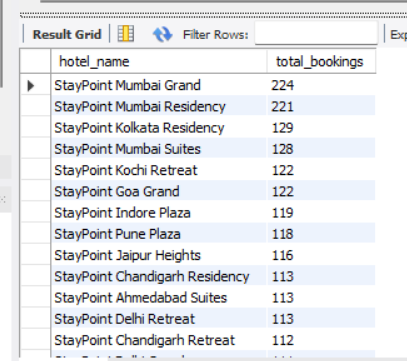 Result Grid Filter Rows: Exp
hotel_name total_bookings
StayPoint Mumbai Grand 224
StayPoint Mumbai Residency 221
StayPoint Kolkata Residency 129
StayPoint Mumbai Suites 128
StayPoint Kochi Retreat 122
StayPoint Goa Grand 122
StayPoint Indore Plaza 119
StayPoint Pune Plaza 118
StayPoint Jaipur Heights 116
StayPoint Chandigarh Residency 113
StayPoint Ahmedabad Suites 113
StayPoint Delhi Retreat 113
StayPoint Chandigarh Retreat 112